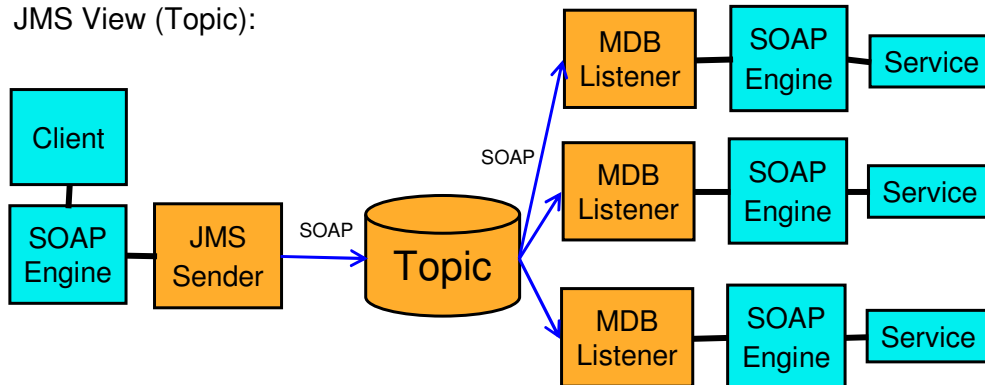 JMS View (Topic):
Client
SOAP
Engine
JMS
Sender
SOAP
Topic
SOAP
MDB
Listener
SOAP
Engine
Service
MDB
Listener
SOAP
Engine
Service
MDB
Listener
SOAP
Engine
Service